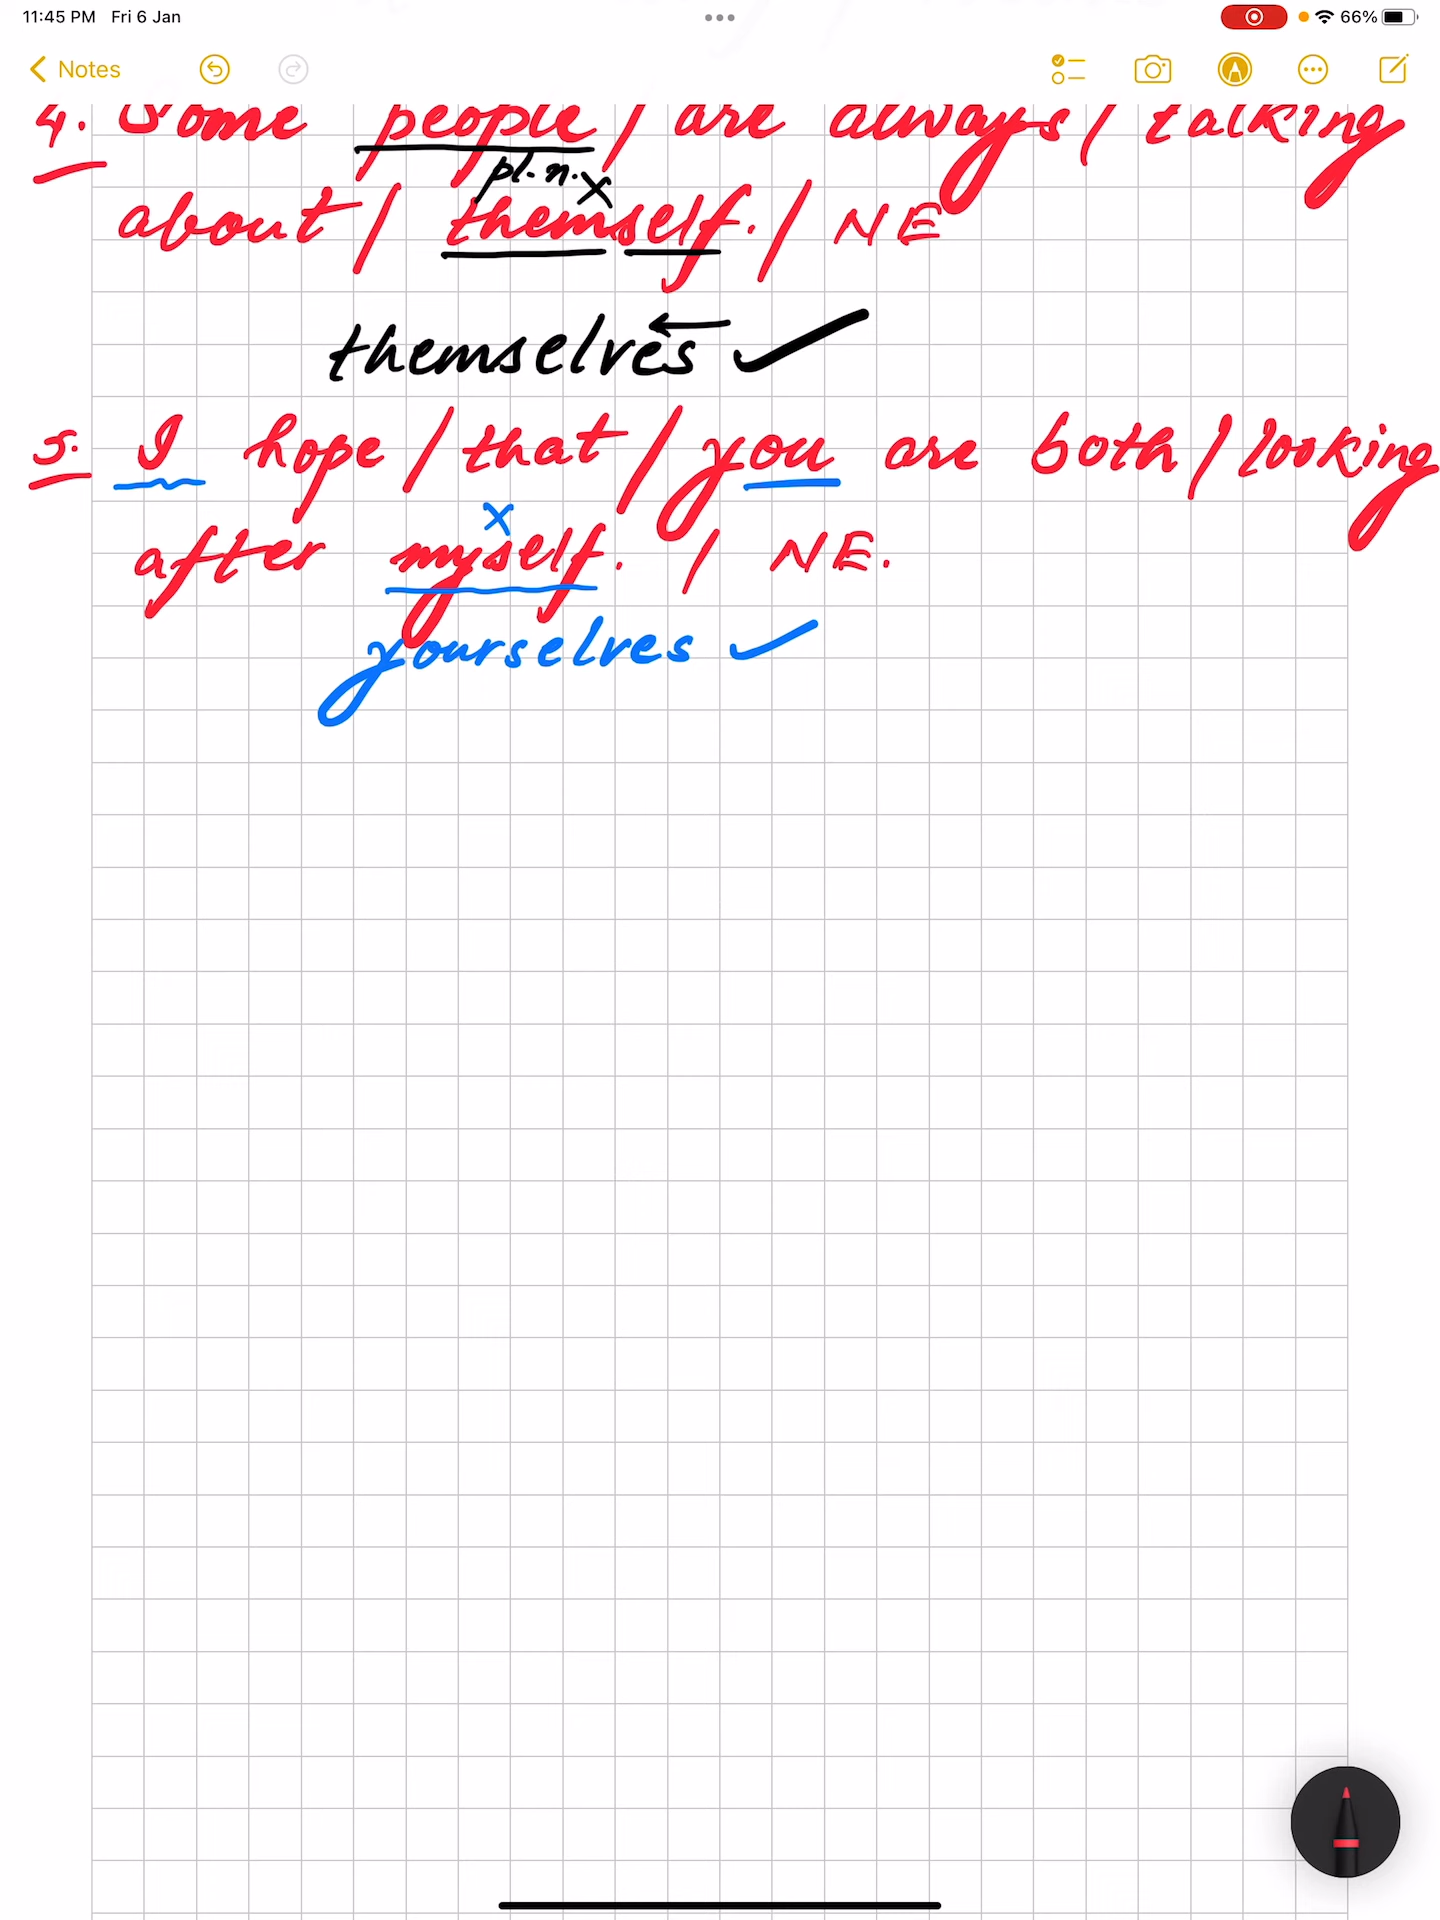 11:45 PM Fri 6 Jan
66%
Notes
4. Some people / are always / talking
pl. n. x
about / themself. / NE
themselves ✓
5. I hope / that / you are both / looking
x
after myself. / NE.
yourselves ✓